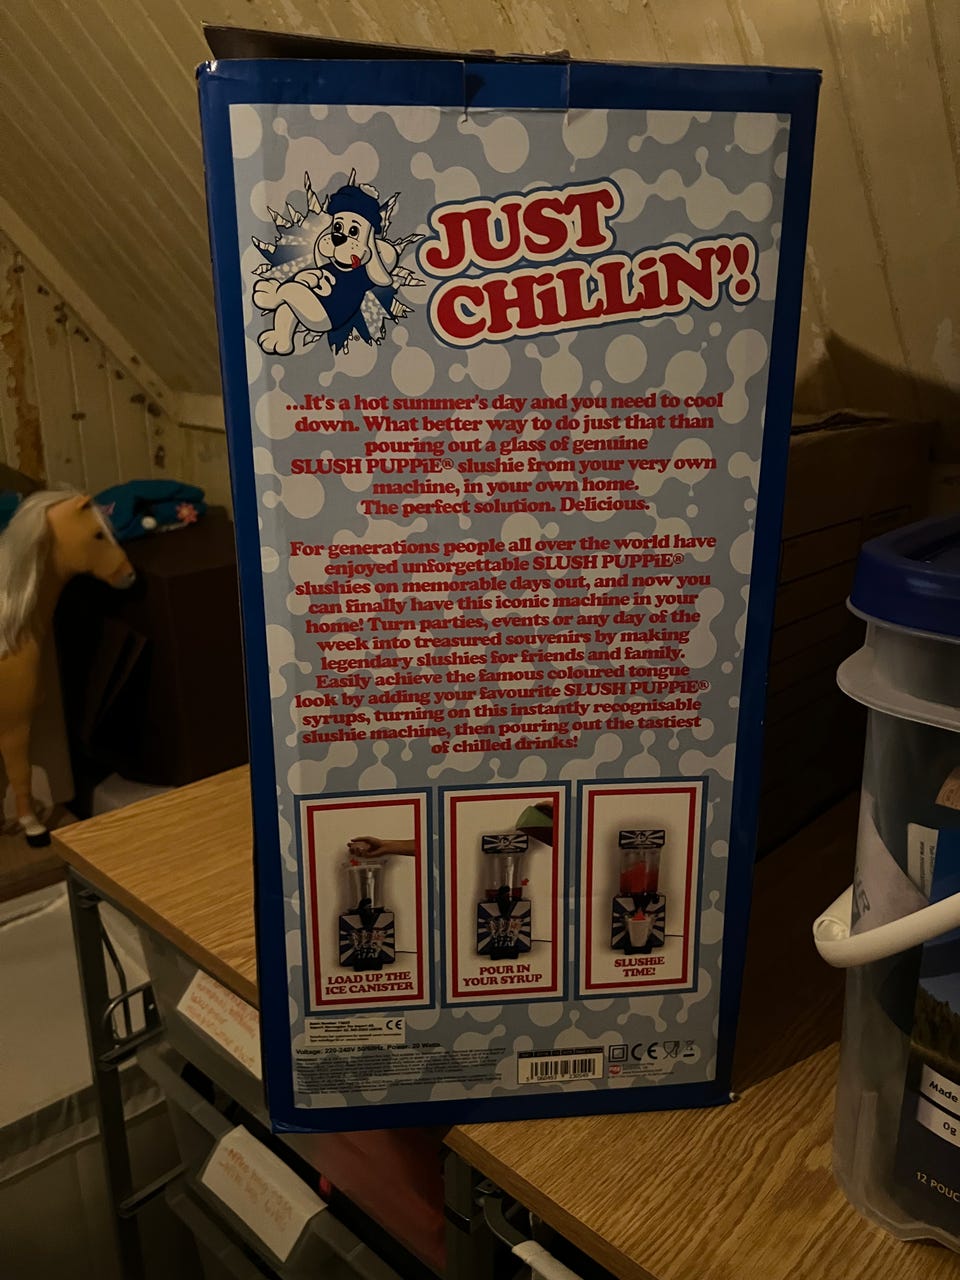 JUST
CHiLLiN"!
...It's a hot summer's day and you need to cool
down. What better way to do just that than
pouring out a glass of genuine
SLUSH PUPPiE® slushie from your very own
machine, in your own home.
The perfect solution. Delicious.
For generations people all over the world have
enjoyed unforgettable SLUSH PUPPiE®
slushies on memorable days out, and now you
can finally have this iconic machine in your
home! Turn parties, events or any day of the
week into treasured souvenirs by making
legendary slushies for friends and family.
Easily achieve the famous coloured tongue
look by adding your favourite SLUSH PUPPiE®
syrups, turning on this instantly recognisable
slushie machine, then pouring out the tastiest
of chilled drinks!
LOAD UP THE
ICE CANISTER
POUR IN
YOUR SYRUP
SLUSHiE
TIME!
CE
Voltage: 220-240V 50/60Hz. Power: 20 Watts.
CE
Made
0g
12 POUC